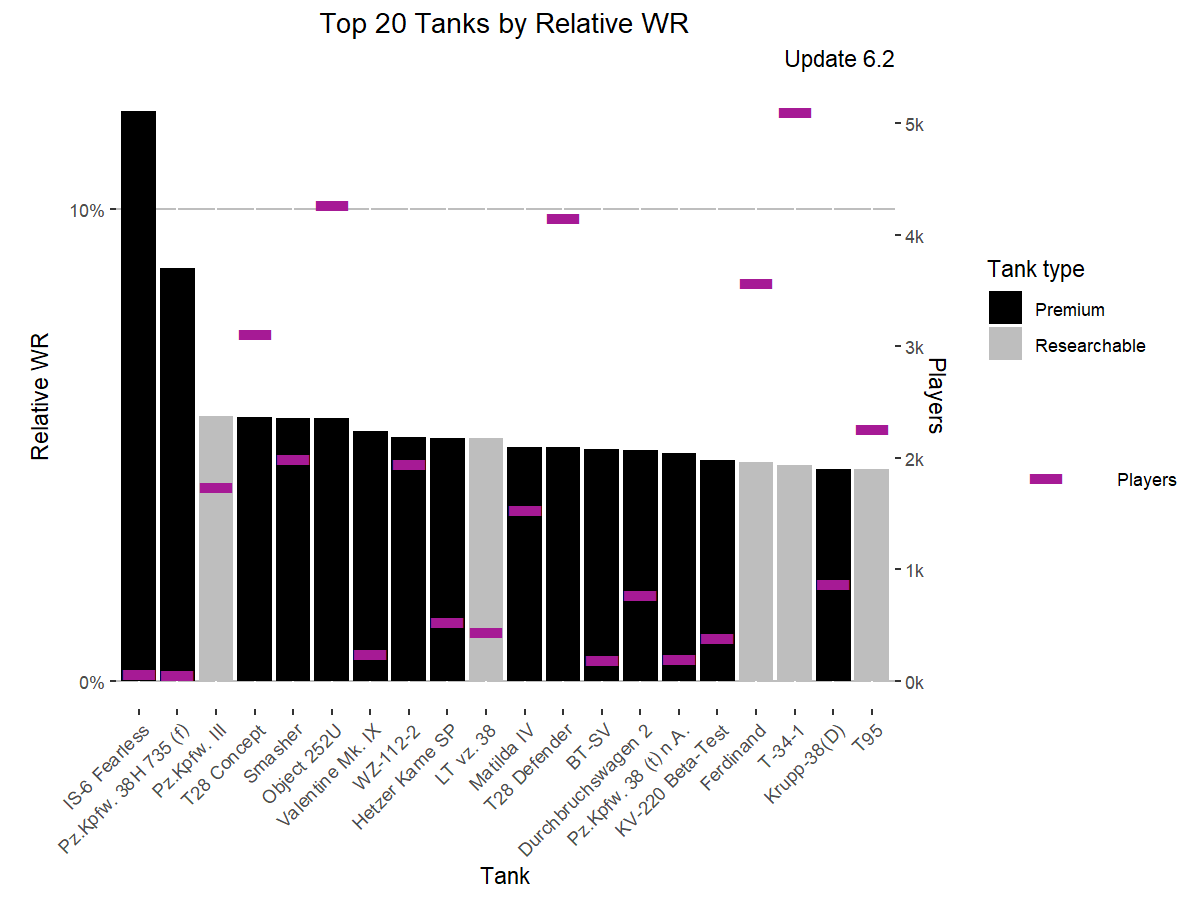 Top 20 Tanks by Relative WR
Update 6.2
Relative WR
10%
0%
5k
4k
3k
2k
1k
0k
Players
IS-6 Fearless
Pz.Kpfw. 38H 735 (f)
Pz.Kpfw. III
T28 Concept
Smasher
Object 252U
Valentine Mk. IX
WZ-112-2
Hetzer Kame SP
LT vz. 38
Matilda IV
T28 Defender
BT-SV
Durchbruchswagen 2
Pz.Kpfw. 38 (t) n A.
KV-220 Beta-Test
Ferdinand
T-34-1
Krupp-38(D)
T95
Tank
Tank type
Premium
Researchable
Players